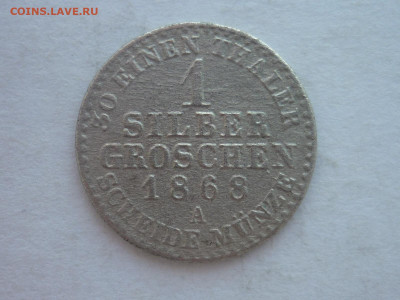 COINS.LAVE.RU
30 EINEN THALER
1
SILBER
GROSCHEN
1868
A
SCHEIDE-MÜNZE